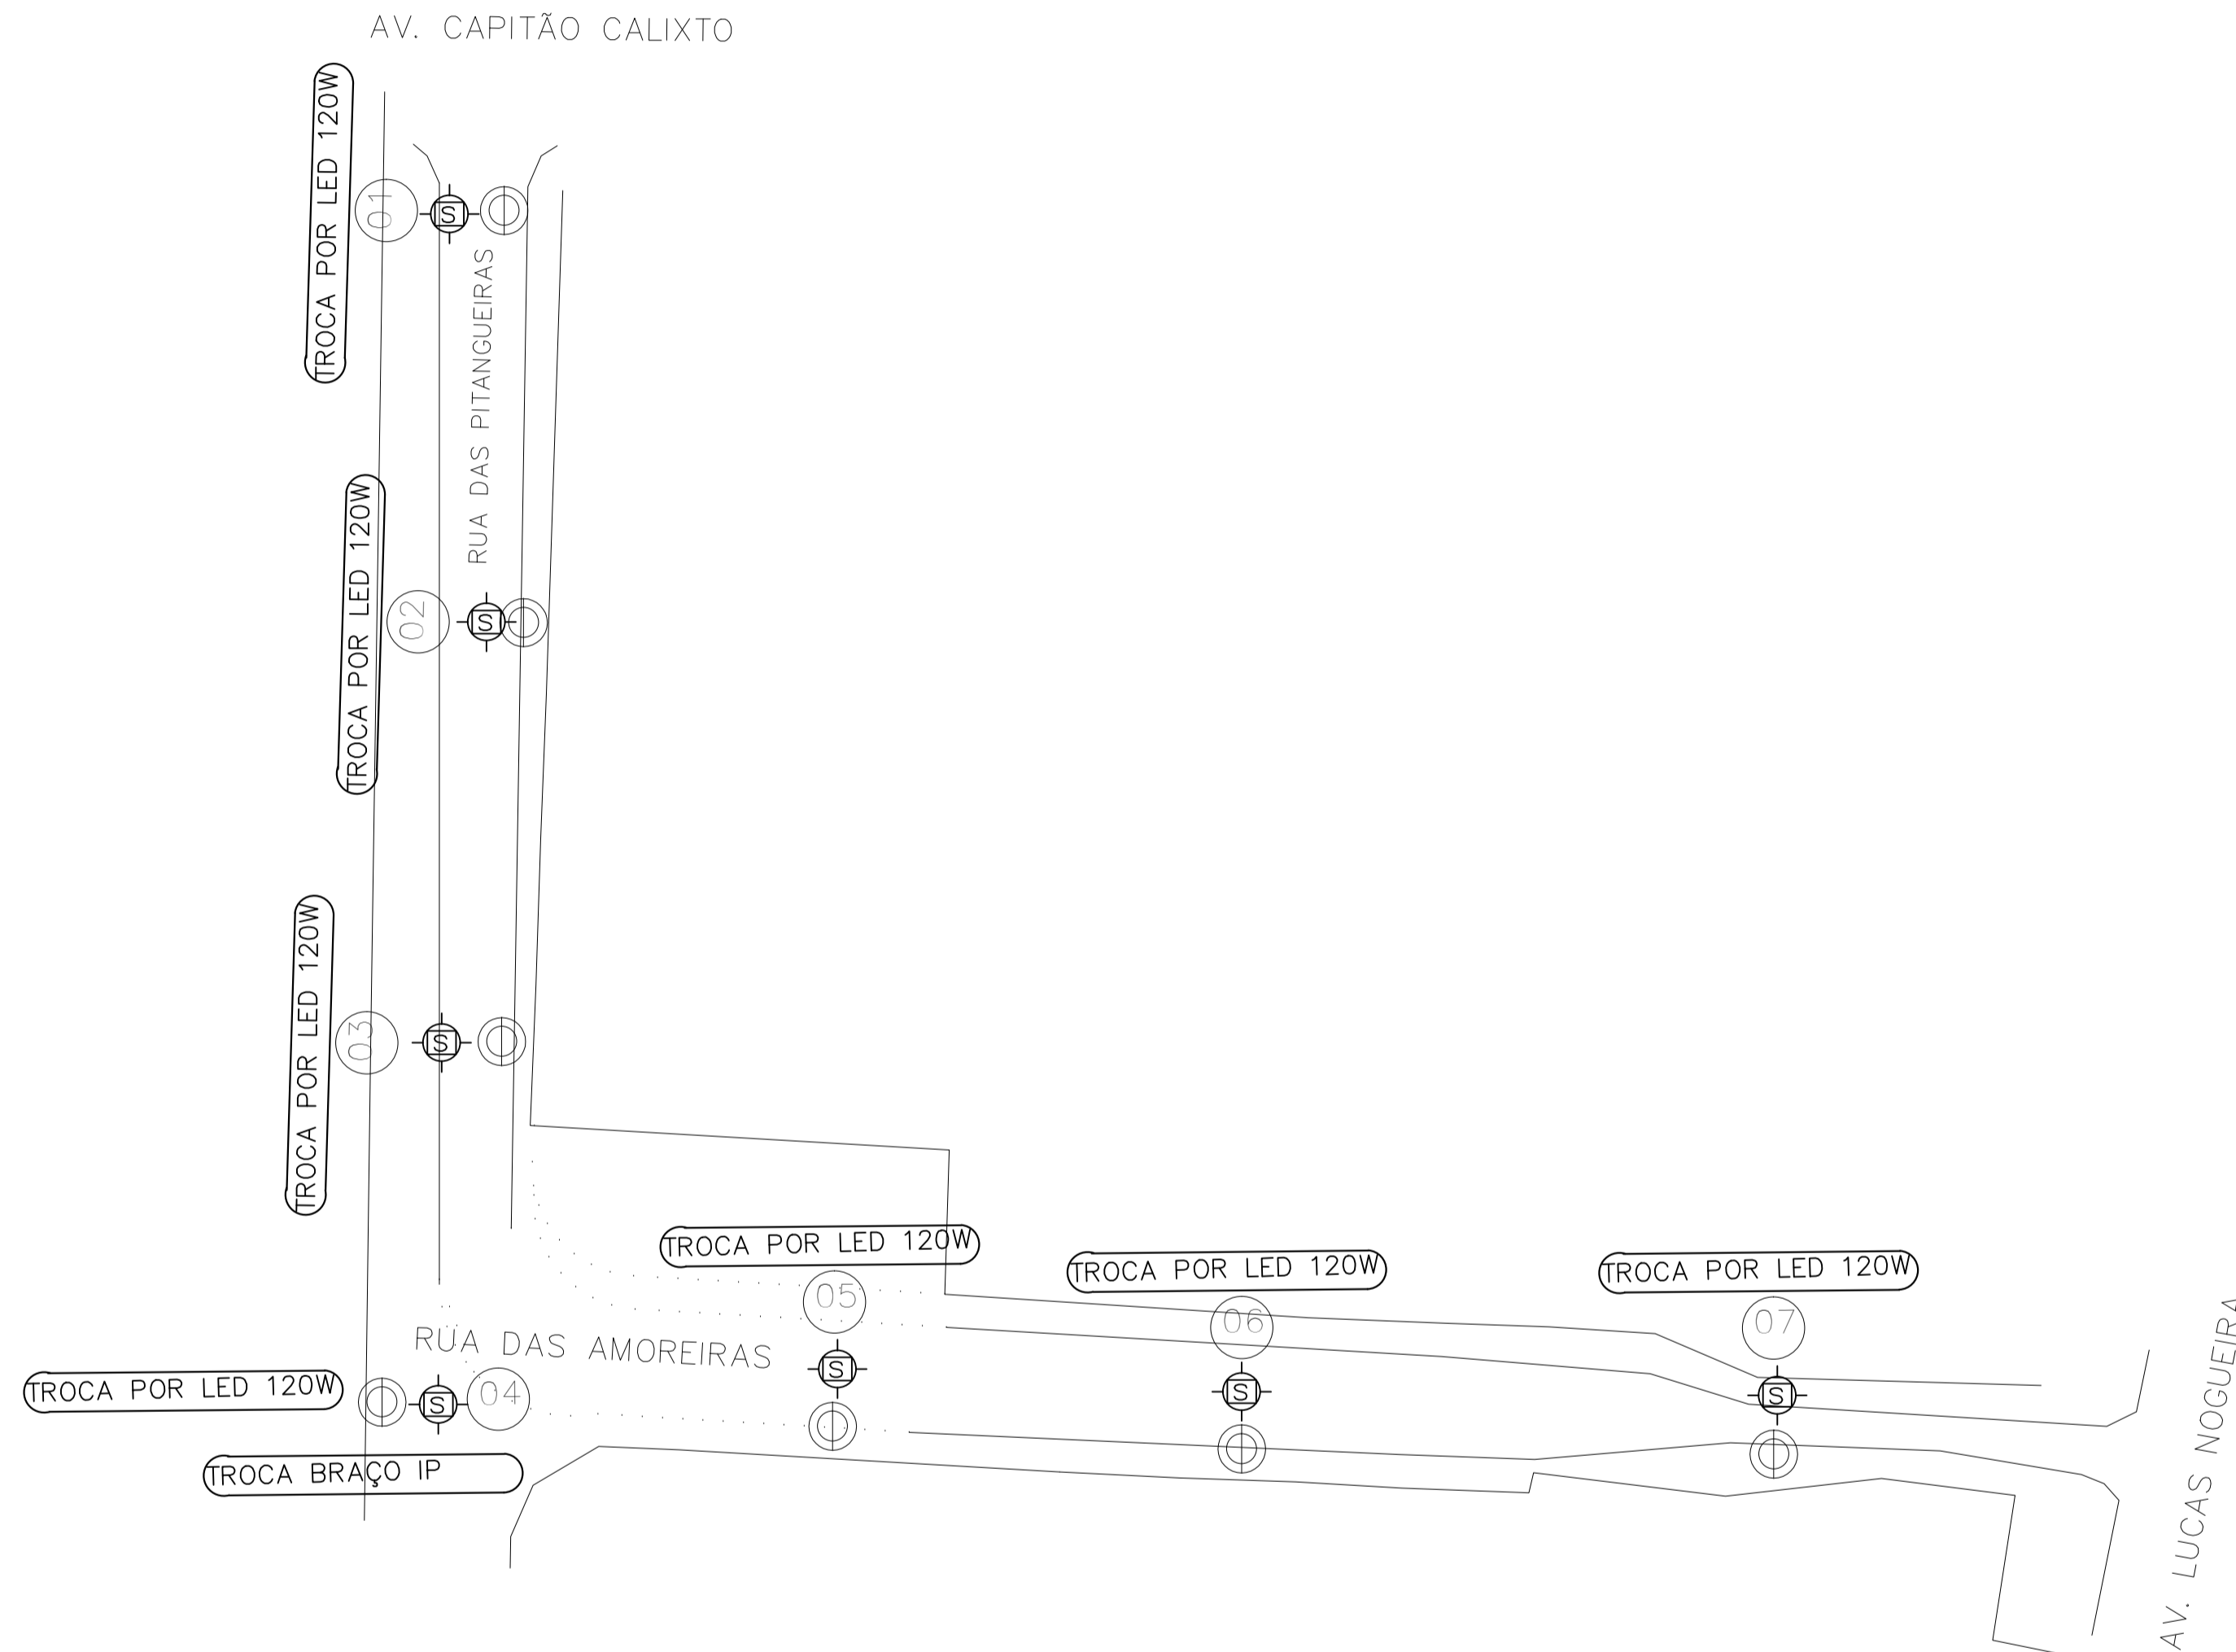 AV. CAPITÃO CALIXTO
TROCA POR LED 120W
01
S
RUA DAS PITANGUEIRAS
TROCA POR LED 120W
02
S
TROCA POR LED 120W
03
S
TROCA POR LED 120W
05
S
TROCA POR LED 120W
06
S
TROCA POR LED 120W
07
S
RUA DAS AMOREIRAS
TROCA POR LED 120W
S
04
TROCA BRAÇO IP
AV. LUCAS NOGUEIRA